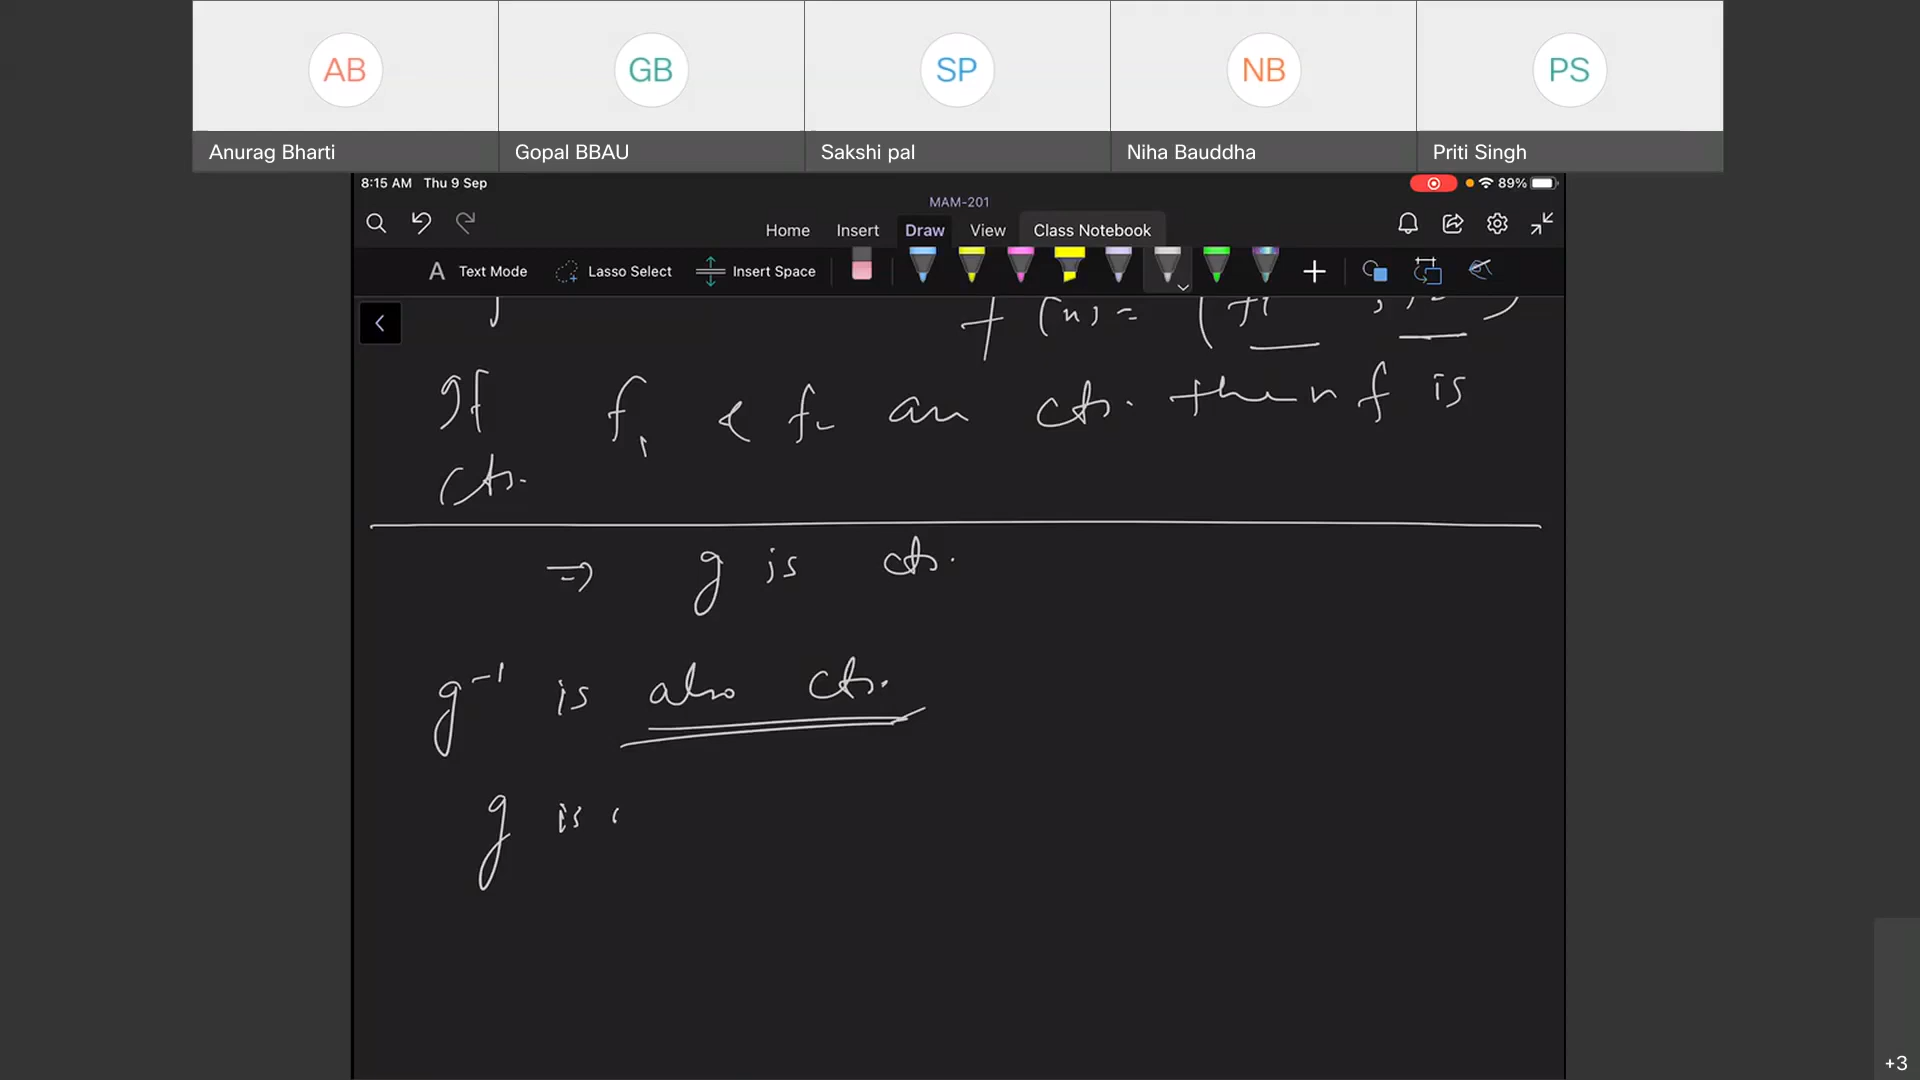 AB GB SP NB PS
Anurag Bharti Gopal BBAU Sakshi pal Niha Bauddha Priti Singh
8:15 AM Thu 9 Sep 89%
MAM-201
Home Insert Draw View Class Notebook
A Text Mode Lasso Select Insert Space
f(x) = (f1
If f1 & f2 are cts. then f is
cts.
⇒ g is cts.
g⁻¹ is also cts.
g is
+3